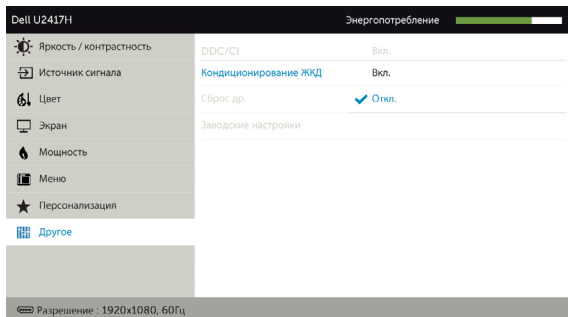 Dell U2417H Энергопотребление
Яркость / контрастность DDC/CI Вкл.
Источник сигнала Кондиционирование ЖКД Вкл.
Цвет Сброс др. Откл.
Экран Заводские настройки
Мощность
Меню
Персонализация
Другое
Разрешение : 1920x1080, 60Гц